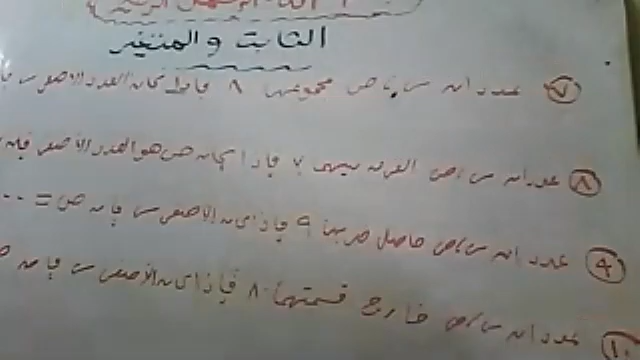 الثابت والمتغير
٧ عددان س، ص مجموعهما ٨ فإذا كان العدد الأصغر س
٨ عددان س، ص الفرق بينهما ٧ فإذا كان ص هو العدد الأصغر فإن
٩ عددان س، ص حاصل ضربهما ٩ فإذا كان الأصغر س فإن ص = ..
١٠ عددان س، ص خارج قسمتهما ٨ فإذا كان الأصغر س فإن